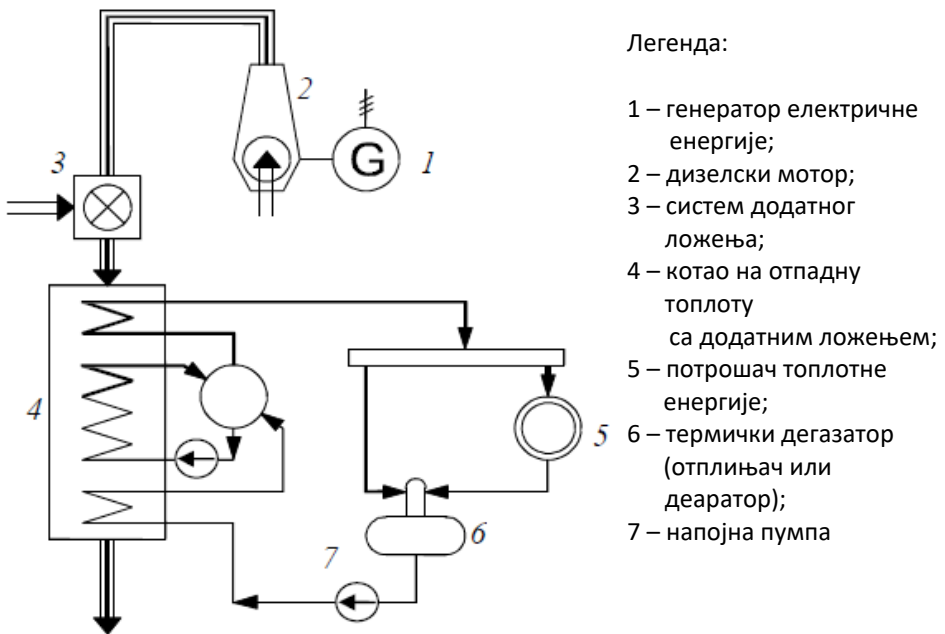 Легенда:
1 – генератор електричне
енергије;
2 – дизелски мотор;
3 – систем додатног
ложења;
4 – котао на отпадну
топлоту
са додатним ложењем;
5 – потрошач топлотне
енергије;
6 – термички дегазатор
(отплињач или
деаратор);
7 – напојна пумпа
2
G
1
3
4
5
6
7